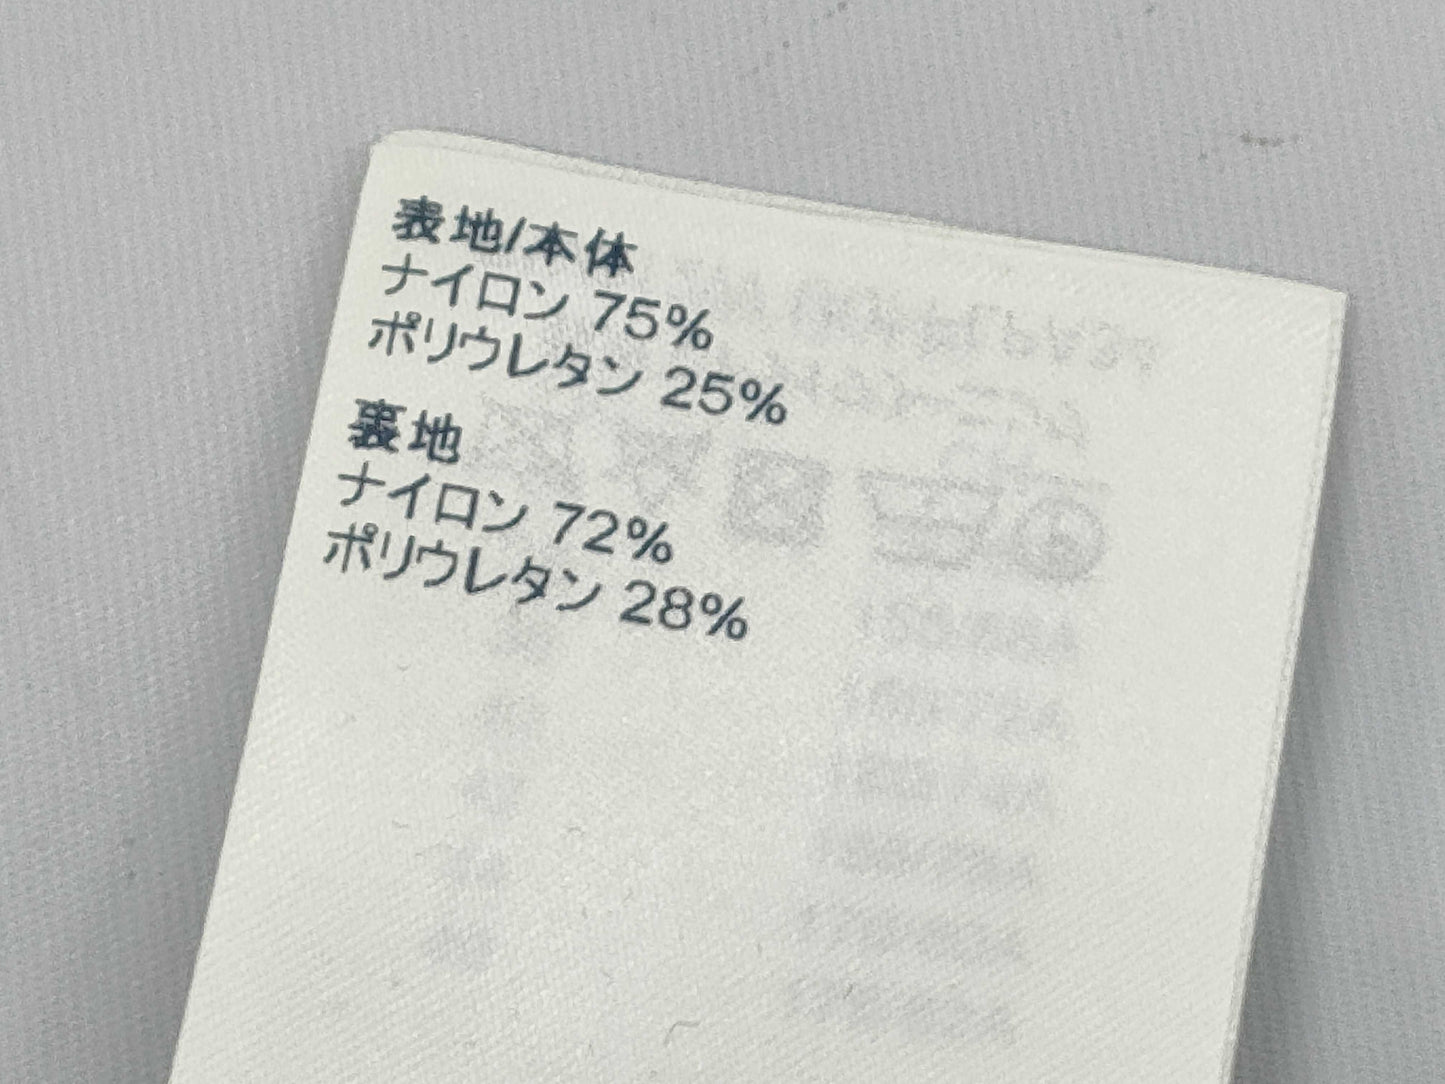 表地/本体
ナイロン 75%
ポリウレタン 25%
裏地
ナイロン 72%
ポリウレタン 28%